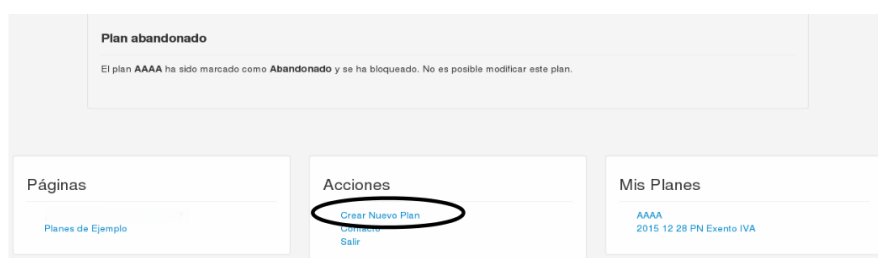 Plan abandonado
El plan AAAA ha sido marcado como Abandonado y se ha bloqueado. No es posible modificar este plan.
Páginas
Planes de Ejemplo
Acciones
Crear Nuevo Plan
Contacto
Salir
Mis Planes
AAAA
2015 12 28 PN Exento IVA